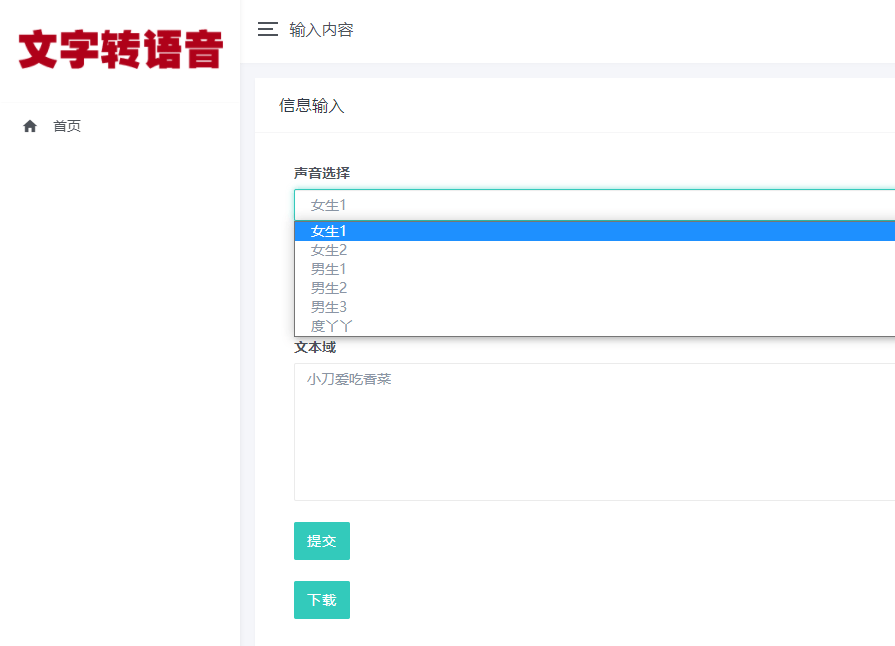 文字转语音
输入内容
首页
信息输入
声音选择
女生1
女生1
女生2
男生1
男生2
男生3
度丫丫
文本域
小刀爱吃香菜
提交
下载